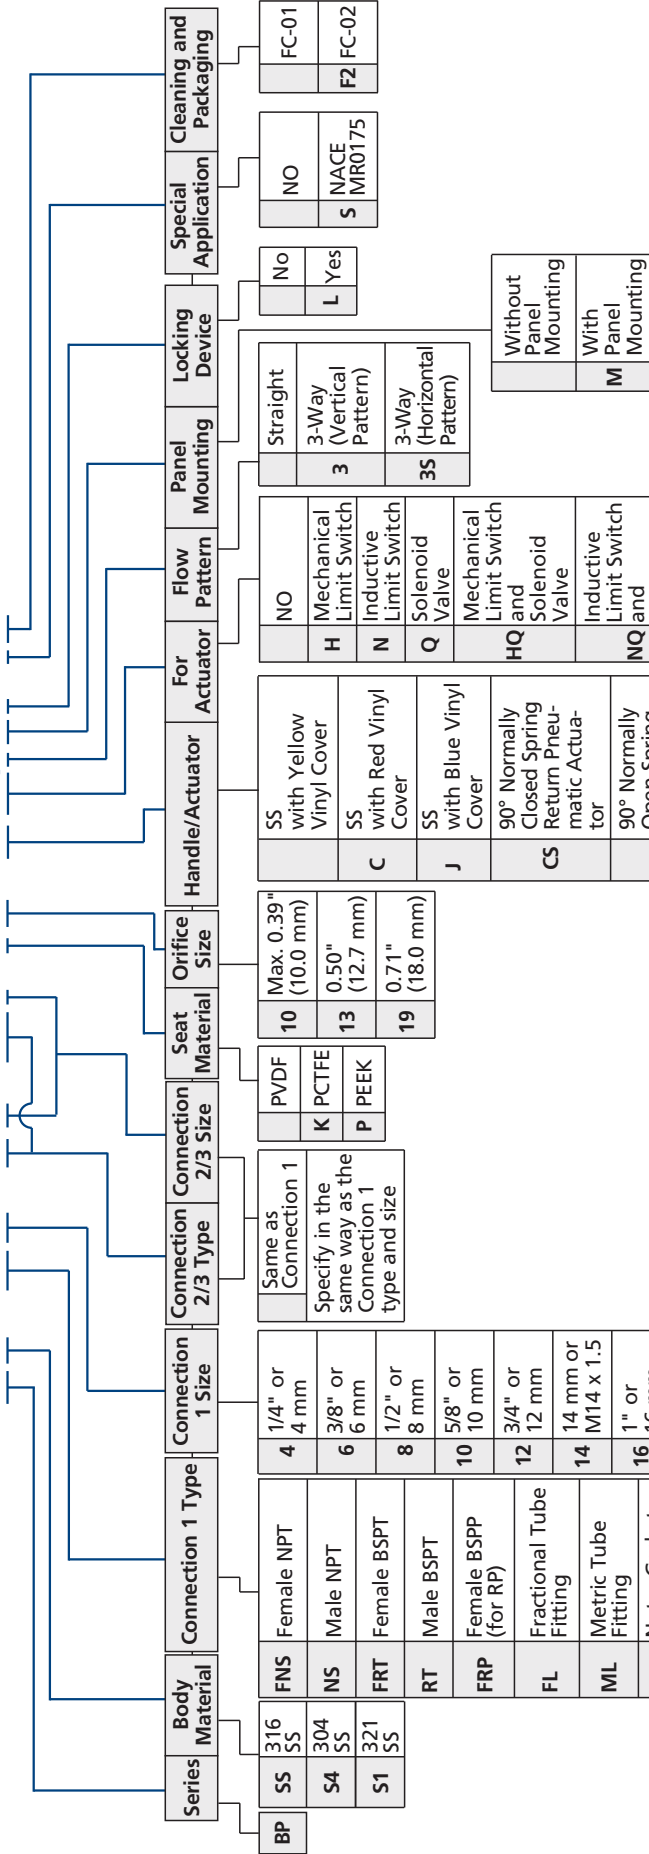 Series
Body
Material
Connection 1 Type
Connection
1 Size
Connection
2/3 Type
Connection
2/3 Size
Seat
Material
Orifice
Size
Handle/Actuator
For
Actuator
Flow
Pattern
Panel
Mounting
Locking
Device
Special
Application
Cleaning and
Packaging
BP
SS 316
SS
S4 304
SS
S1 321
SS
FNS Female NPT
NS Male NPT
FRT Female BSPT
RT Male BSPT
FRP Female BSPP
(for RP)
FL Fractional Tube
Fitting
ML Metric Tube
Fitting
4 1/4" or
4 mm
6 3/8" or
6 mm
8 1/2" or
8 mm
10 5/8" or
10 mm
12 3/4" or
12 mm
14 14 mm or
M14 x 1.5
16 1" or
Same as
Connection 1
Specify in the
same way as the
Connection 1
type and size
PVDF
K PCTFE
P PEEK
10 Max. 0.39"
(10.0 mm)
13 0.50"
(12.7 mm)
19 0.71"
(18.0 mm)
SS
with Yellow
Vinyl Cover
C SS
with Red Vinyl
Cover
J SS
with Blue Vinyl
Cover
CS 90° Normally
Closed Spring
Return Pneu-
matic Actua-
tor
90° Normally
Open Spring
NO
H Mechanical
Limit Switch
N Inductive
Limit Switch
Q Solenoid
Valve
HQ Mechanical
Limit Switch
and
Solenoid
Valve
NQ Inductive
Limit Switch
and
Straight
3 3-Way
(Vertical
Pattern)
3S 3-Way
(Horizontal
Pattern)
Without
Panel
Mounting
M With
Panel
Mounting
No
L Yes
NO
S NACE
MR0175
FC-01
F2 FC-02